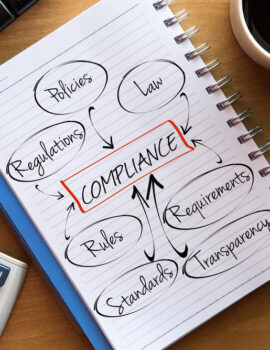 Policies
Law
Regulations
COMPLIANCE
Requirements
Rules
Transparency
Standards